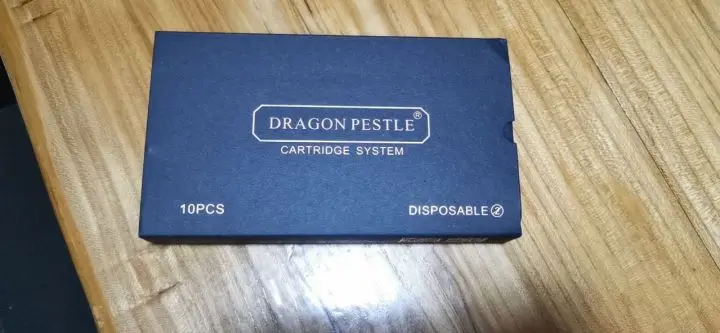 DRAGON PESTLE®
CARTRIDGE SYSTEM
10PCS
DISPOSABLE